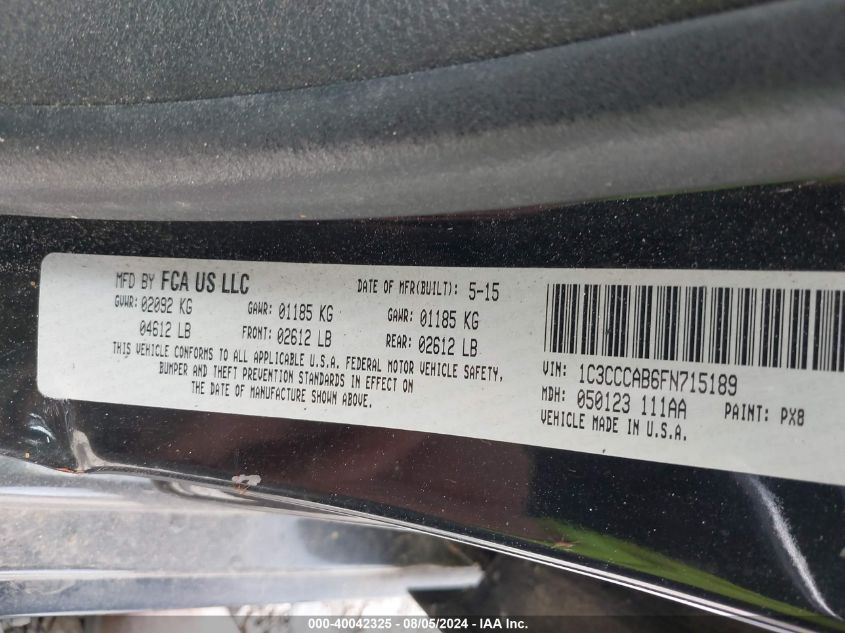 MFD BY FCA US LLC DATE OF MFR(BUILT): 5-15
GVWR: 02092 KG GAWR: 01185 KG GAWR: 01185 KG
04612 LB FRONT: 02612 LB REAR: 02612 LB
THIS VEHICLE CONFORMS TO ALL APPLICABLE U.S.A. FEDERAL MOTOR VEHICLE SAFETY,
BUMPER AND THEFT PREVENTION STANDARDS IN EFFECT ON
THE DATE OF MANUFACTURE SHOWN ABOVE.
VIN: 1C3CCCAB6FN715189
MDH: 050123 111AA PAINT: PX8
VEHICLE MADE IN U.S.A.
000-40042325 - 08/05/2024 - IAA Inc.